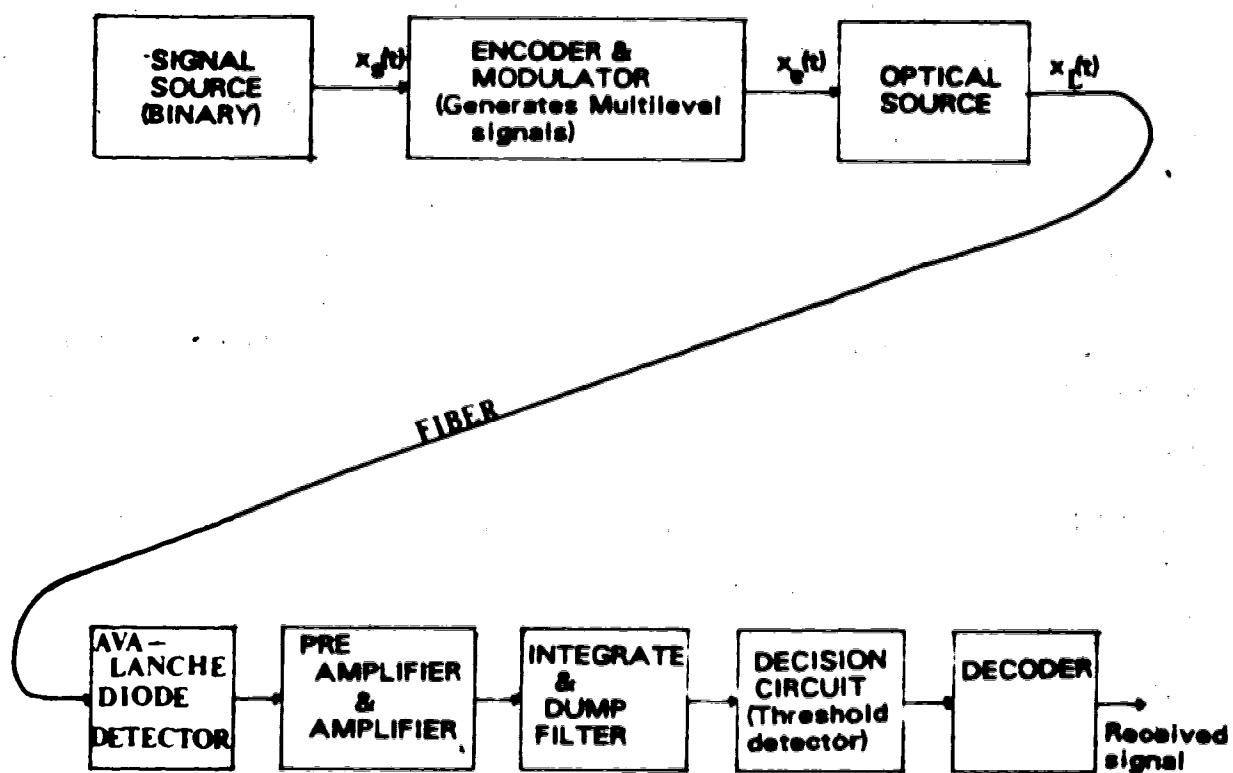 SIGNAL
SOURCE
(BINARY)
x_s(t)
ENCODER &
MODULATOR
(Generates Multilevel
signals)
x_e(t)
OPTICAL
SOURCE
x_L(t)
FIBER
AVA-
LANCHE
DIODE
DETECTOR
PRE
AMPLIFIER
&
AMPLIFIER
INTEGRATE
&
DUMP
FILTER
DECISION
CIRCUIT
(Threshold
detector)
DECODER
Received
signal